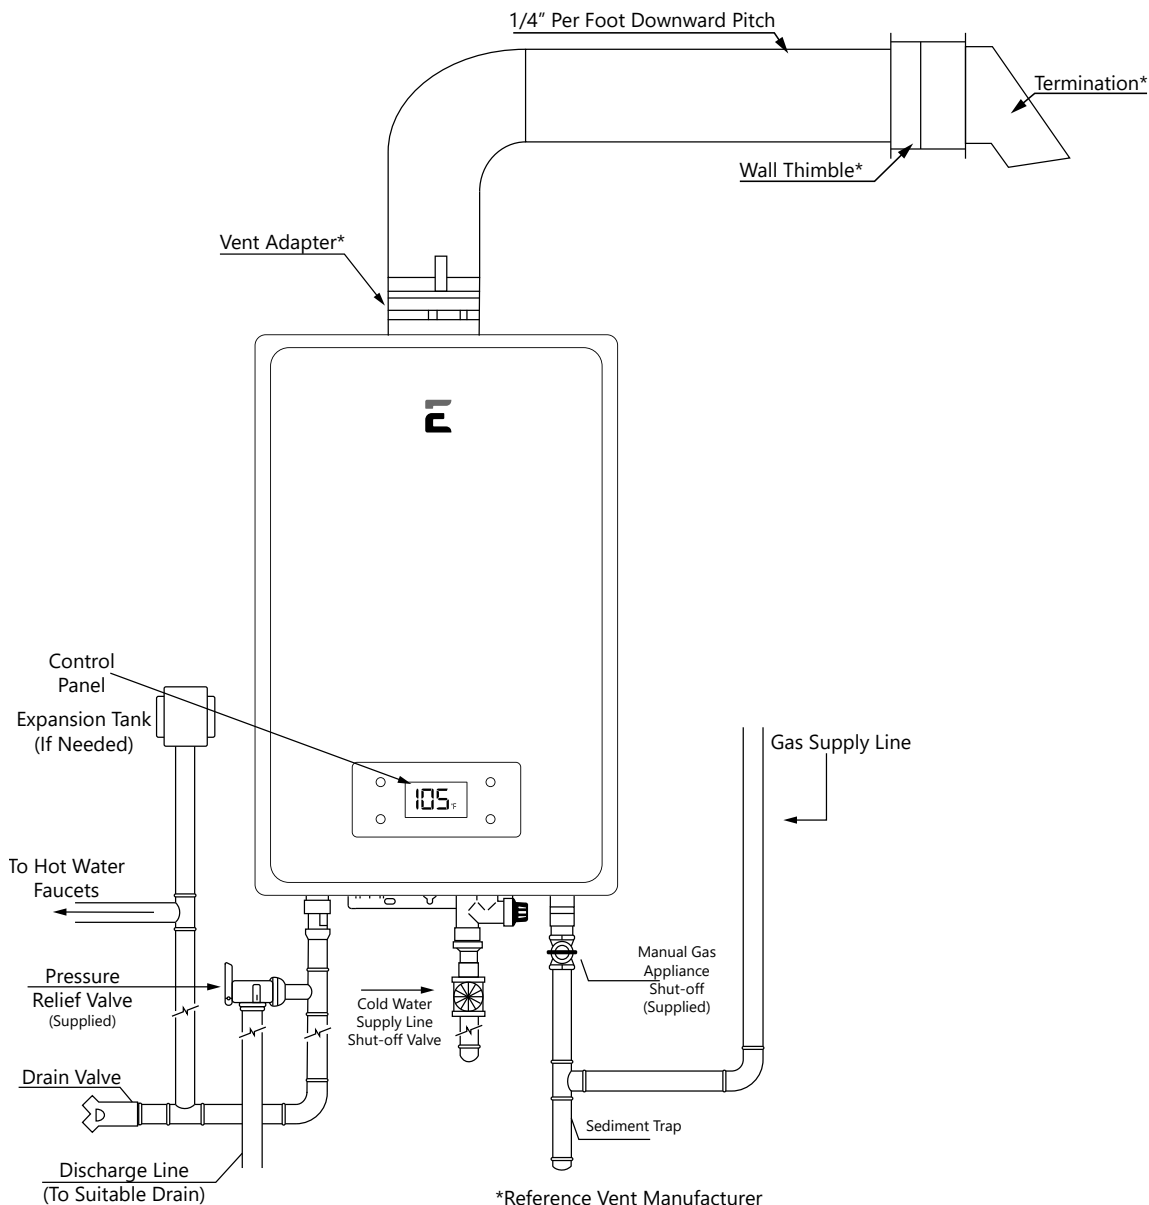 1/4” Per Foot Downward Pitch
Termination*
Wall Thimble*
Vent Adapter*
E
Control
Panel
Expansion Tank
(If Needed)
Gas Supply Line
105 °F
To Hot Water
Faucets
Pressure
Relief Valve
(Supplied)
Cold Water
Supply Line
Shut-off Valve
Manual Gas
Appliance
Shut-off
(Supplied)
Drain Valve
Sediment Trap
Discharge Line
(To Suitable Drain)
*Reference Vent Manufacturer